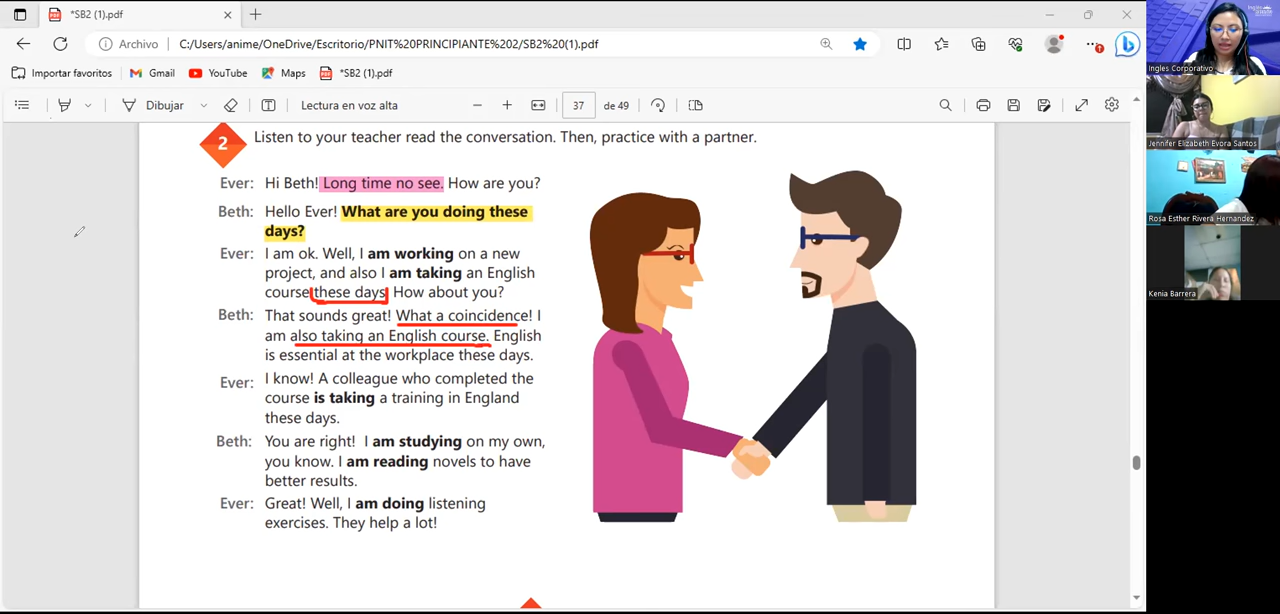 *SB2 (1).pdf
Archivo
C:/Users/anime/OneDrive/Escritorio/PNIT%20PRINCIPIANTE%202/SB2%20(1).pdf
Importar favoritos
Gmail
YouTube
Maps
*SB2 (1).pdf
Dibujar
Lectura en voz alta
37
de 49
2
Listen to your teacher read the conversation. Then, practice with a partner.
Ever: Hi Beth! Long time no see. How are you?
Beth: Hello Ever! What are you doing these
days?
Ever: I am ok. Well, I am working on a new
project, and also I am taking an English
course these days. How about you?
Beth: That sounds great! What a coincidence! I
am also taking an English course. English
is essential at the workplace these days.
Ever: I know! A colleague who completed the
course is taking a training in England
these days.
Beth: You are right! I am studying on my own,
you know. I am reading novels to have
better results.
Ever: Great! Well, I am doing listening
exercises. They help a lot!
Ingles Corporativo
Jennifer Elizabeth Evora Santos
Rosa Esther Rivera Hernandez
Kenia Barrera